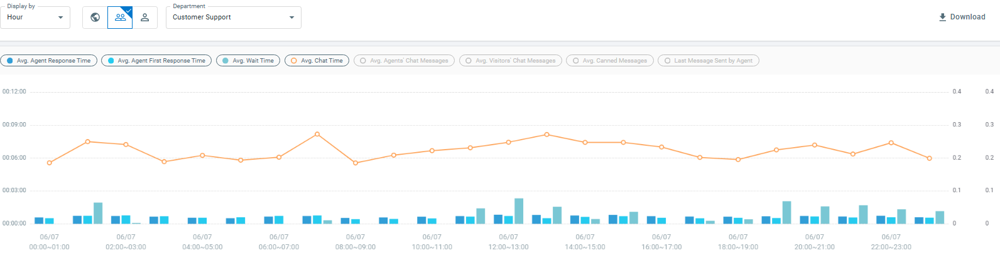 Display by
Hour
Department
Customer Support
Download
Avg. Agent Response Time
Avg. Agent First Response Time
Avg. Wait Time
Avg. Chat Time
Avg. Agents' Chat Messages
Avg. Visitors' Chat Messages
Avg. Canned Messages
Last Message Sent by Agent
00:12:00 0.4 0.4
00:09:00 0.3 0.3
00:06:00 0.2 0.2
00:03:00 0.1 0.1
00:00:00 0 0
06/07 06/07 06/07 06/07 06/07 06/07 06/07 06/07 06/07 06/07 06/07 06/07
00:00~01:00 02:00~03:00 04:00~05:00 06:00~07:00 08:00~09:00 10:00~11:00 12:00~13:00 14:00~15:00 16:00~17:00 18:00~19:00 20:00~21:00 22:00~23:00